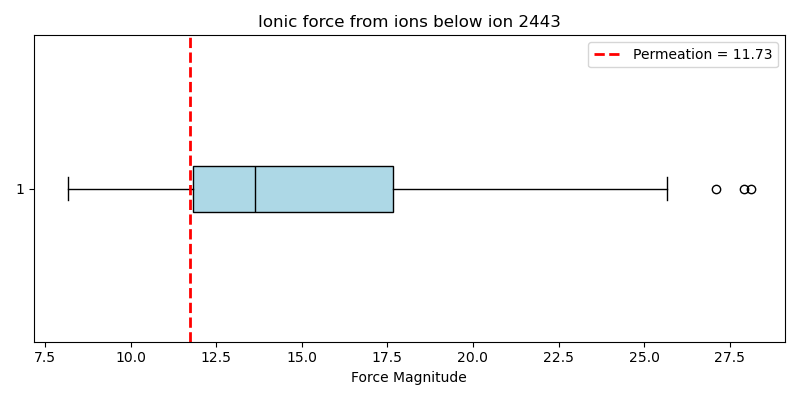 Ionic force from ions below ion 2443
Permeation = 11.73
1
7.5 10.0 12.5 15.0 17.5 20.0 22.5 25.0 27.5
Force Magnitude